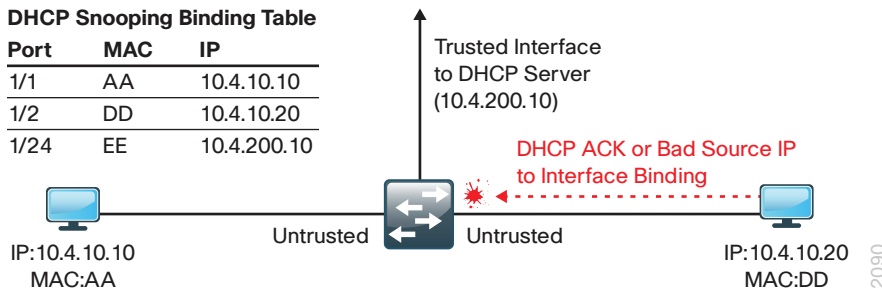 DHCP Snooping Binding Table
Port MAC IP
1/1 AA 10.4.10.10
1/2 DD 10.4.10.20
1/24 EE 10.4.200.10
Trusted Interface
to DHCP Server
(10.4.200.10)
DHCP ACK or Bad Source IP
to Interface Binding
Untrusted
Untrusted
IP:10.4.10.10
MAC:AA
IP:10.4.10.20
MAC:DD
2090